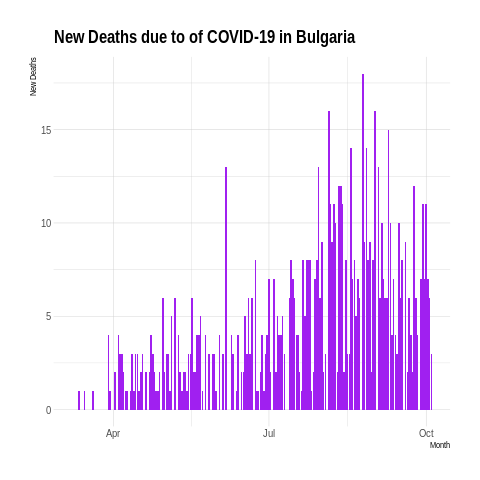 New Deaths due to of COVID-19 in Bulgaria
New Deaths
15
10
5
0
Apr
Jul
Oct
Month